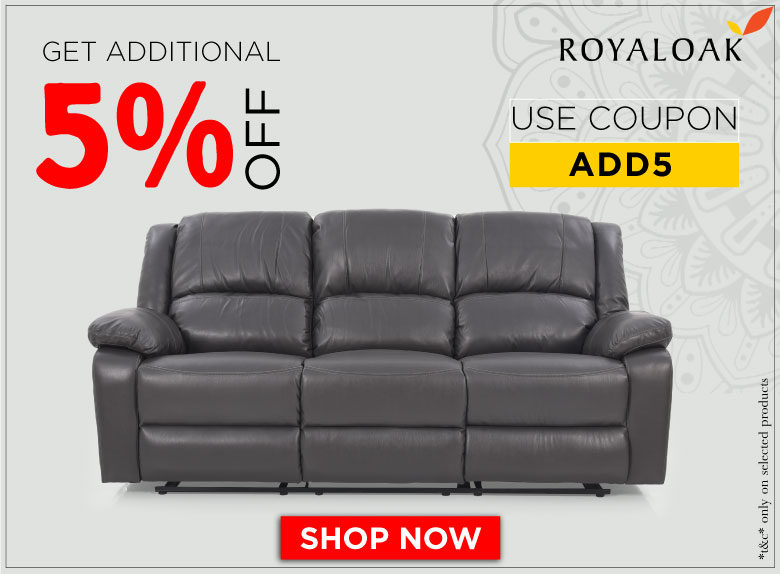 GET ADDITIONAL
5% OFF
ROYALOAK
USE COUPON
ADD5
SHOP NOW
*t&c* only on selected products